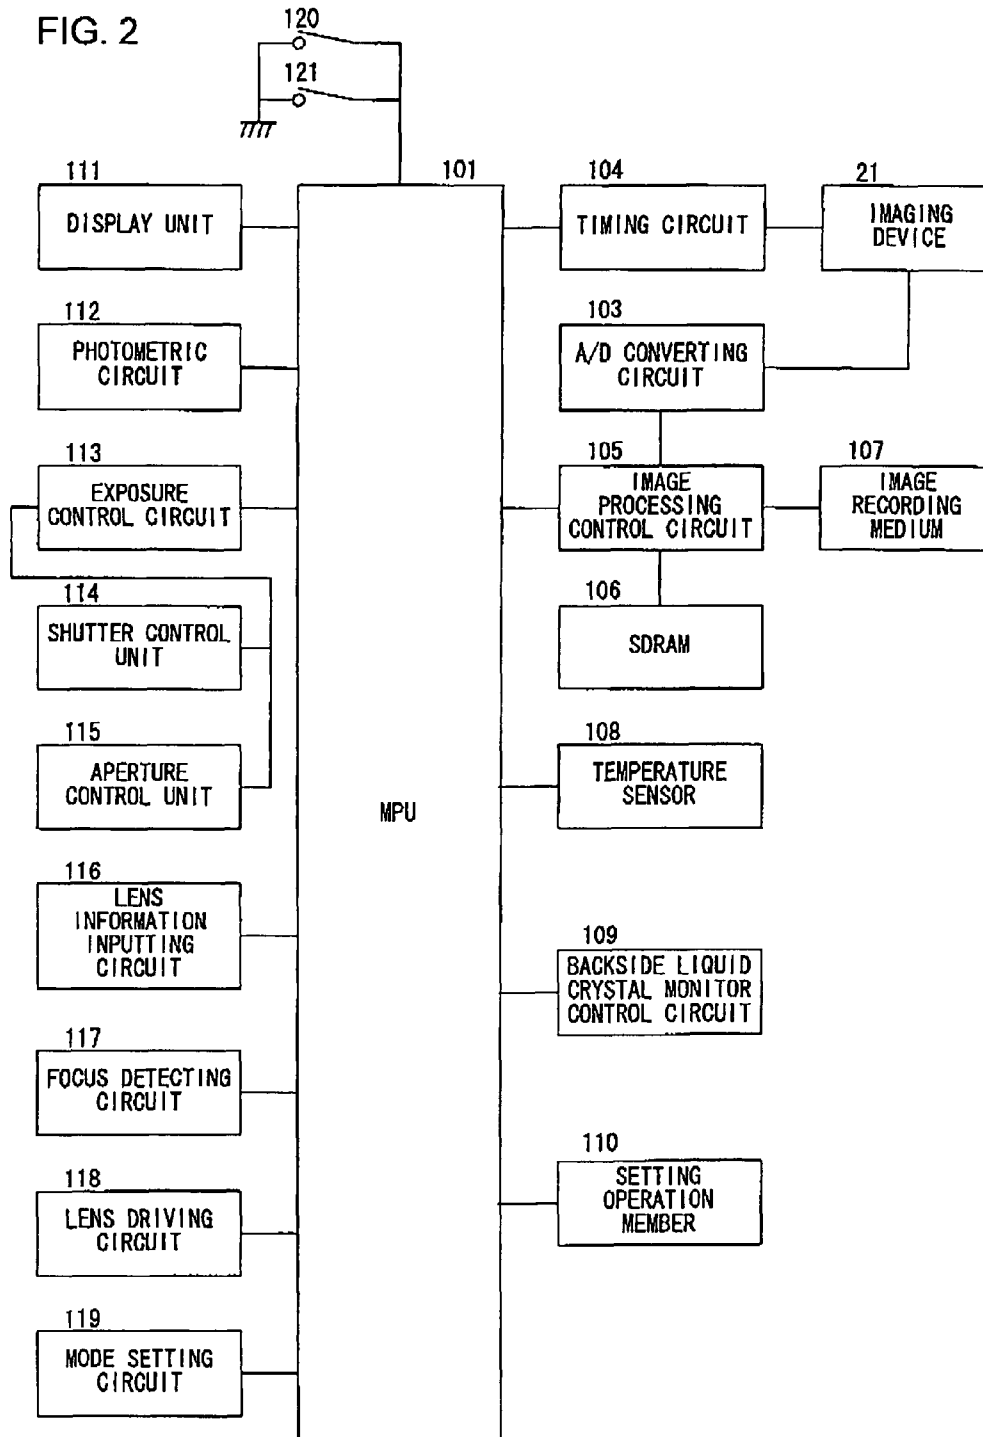 FIG. 2
120
121
111
DISPLAY UNIT
112
PHOTOMETRIC
CIRCUIT
113
EXPOSURE
CONTROL CIRCUIT
114
SHUTTER CONTROL
UNIT
115
APERTURE
CONTROL UNIT
116
LENS
INFORMATION
INPUTTING
CIRCUIT
117
FOCUS DETECTING
CIRCUIT
118
LENS DRIVING
CIRCUIT
119
MODE SETTING
CIRCUIT
101
MPU
104
TIMING CIRCUIT
21
IMAGING
DEVICE
103
A/D CONVERTING
CIRCUIT
105
IMAGE
PROCESSING
CONTROL CIRCUIT
107
IMAGE
RECORDING
MEDIUM
106
SDRAM
108
TEMPERATURE
SENSOR
109
BACKSIDE LIQUID
CRYSTAL MONITOR
CONTROL CIRCUIT
110
SETTING
OPERATION
MEMBER